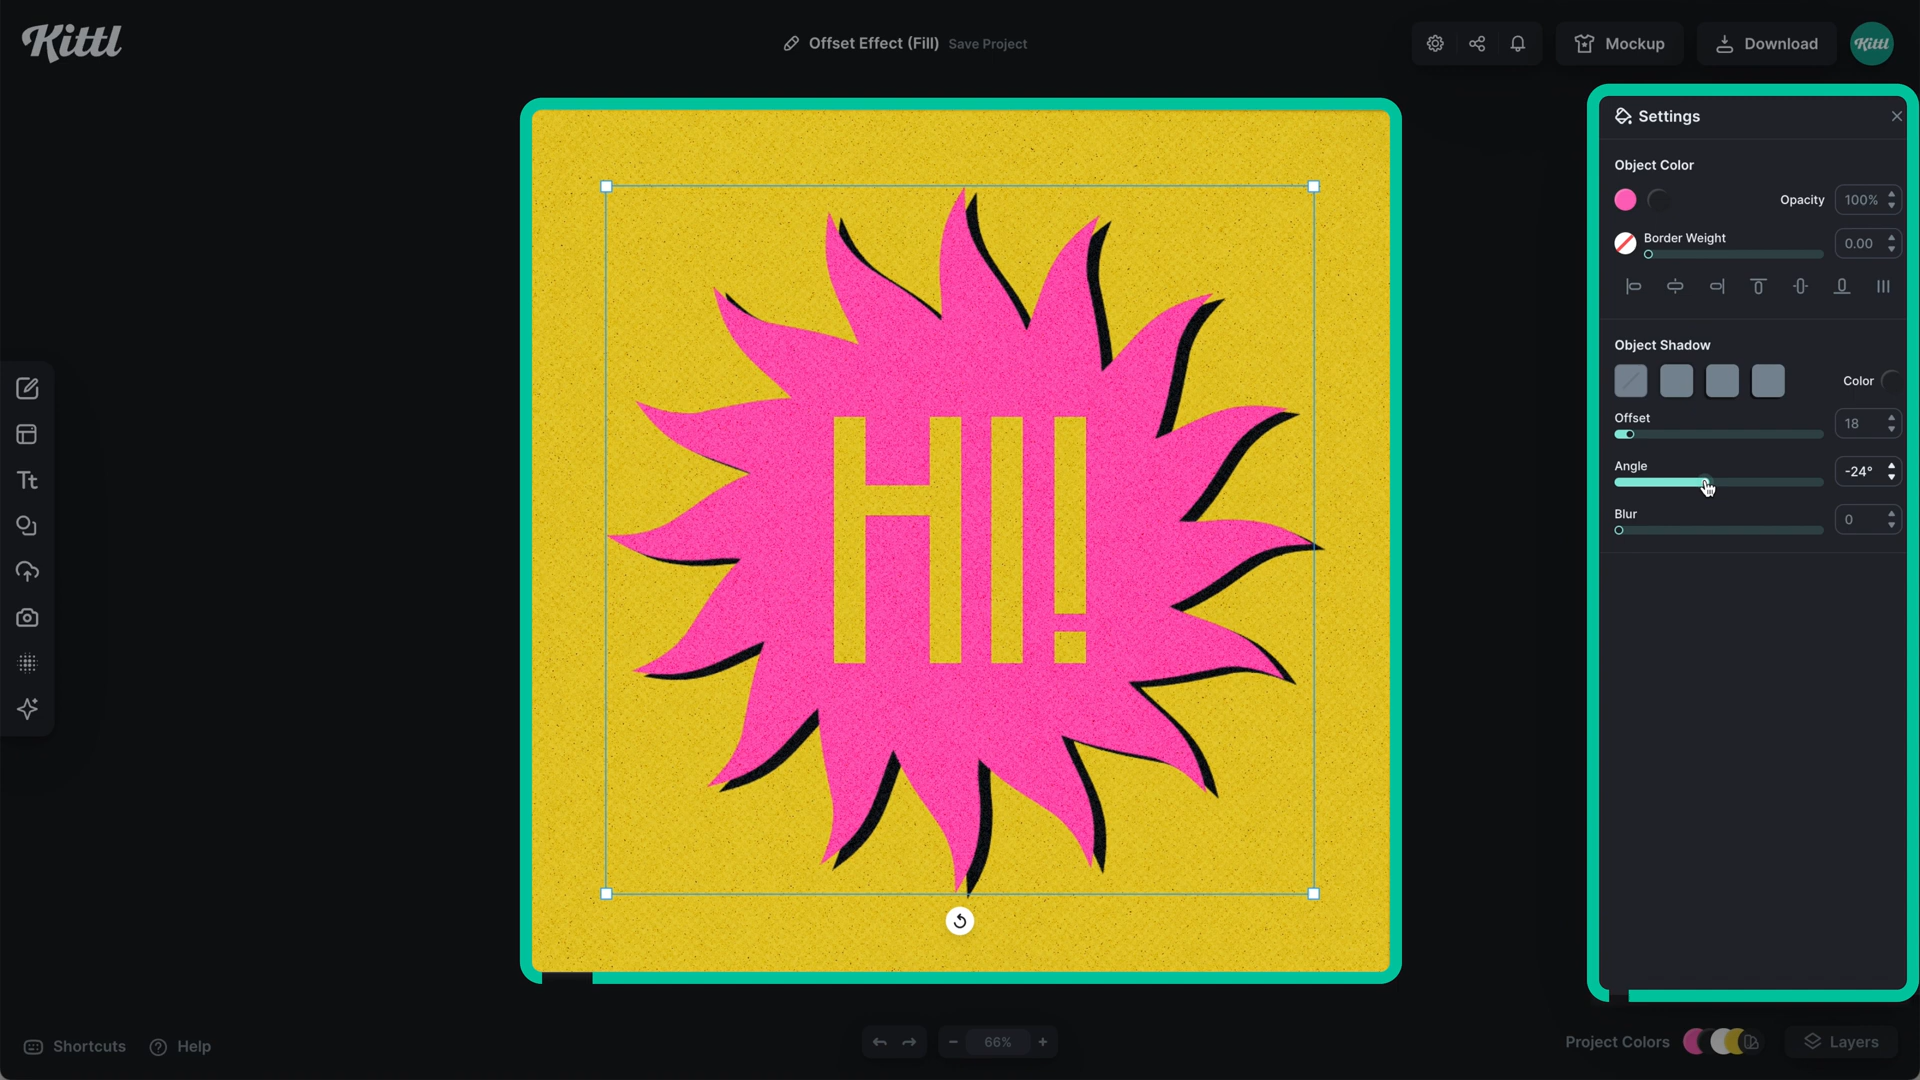 Kittl
Offset Effect (Fill) Save Project
Mockup
Download
Kittl
Settings
Object Color
Opacity 100%
Border Weight 0.00
Object Shadow
Color
Offset 18
Angle -24°
Blur 0
Tt
HI!
Shortcuts
Help
66%
Project Colors
Layers